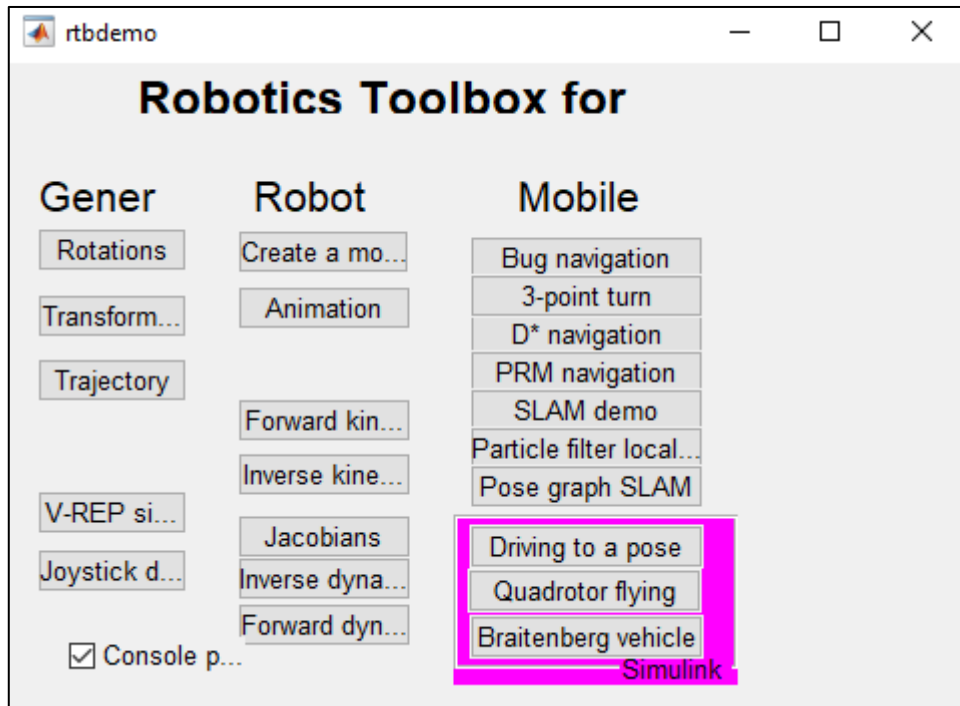 rtbdemo
Robotics Toolbox for
Gener
Rotations
Transform...
Trajectory
V-REP si...
Joystick d...
Console p...
Robot
Create a mo...
Animation
Forward kin...
Inverse kine...
Jacobians
Inverse dyna...
Forward dyn...
Mobile
Bug navigation
3-point turn
D* navigation
PRM navigation
SLAM demo
Particle filter local...
Pose graph SLAM
Driving to a pose
Quadrotor flying
Braitenberg vehicle
Simulink